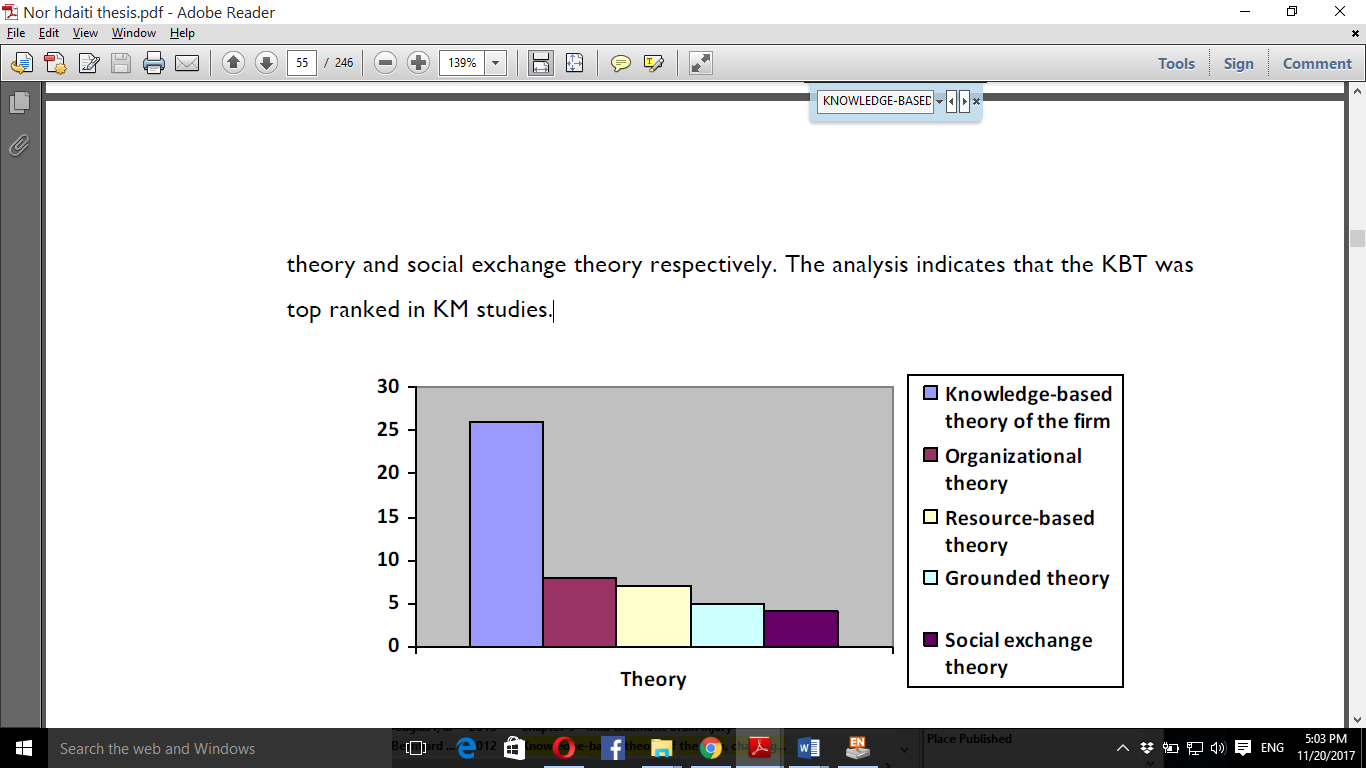 Nor hdaiti thesis.pdf - Adobe Reader
File Edit View Window Help
55 / 246 139% Tools Sign Comment
KNOWLEDGE-BASED
theory and social exchange theory respectively. The analysis indicates that the KBT was
top ranked in KM studies.
30
25
20
15
10
5
0
Theory
Knowledge-based
theory of the firm
Organizational
theory
Resource-based
theory
Grounded theory
Social exchange
theory
2012
Place Published
Search the web and Windows
ENG
5:03 PM
11/20/2017